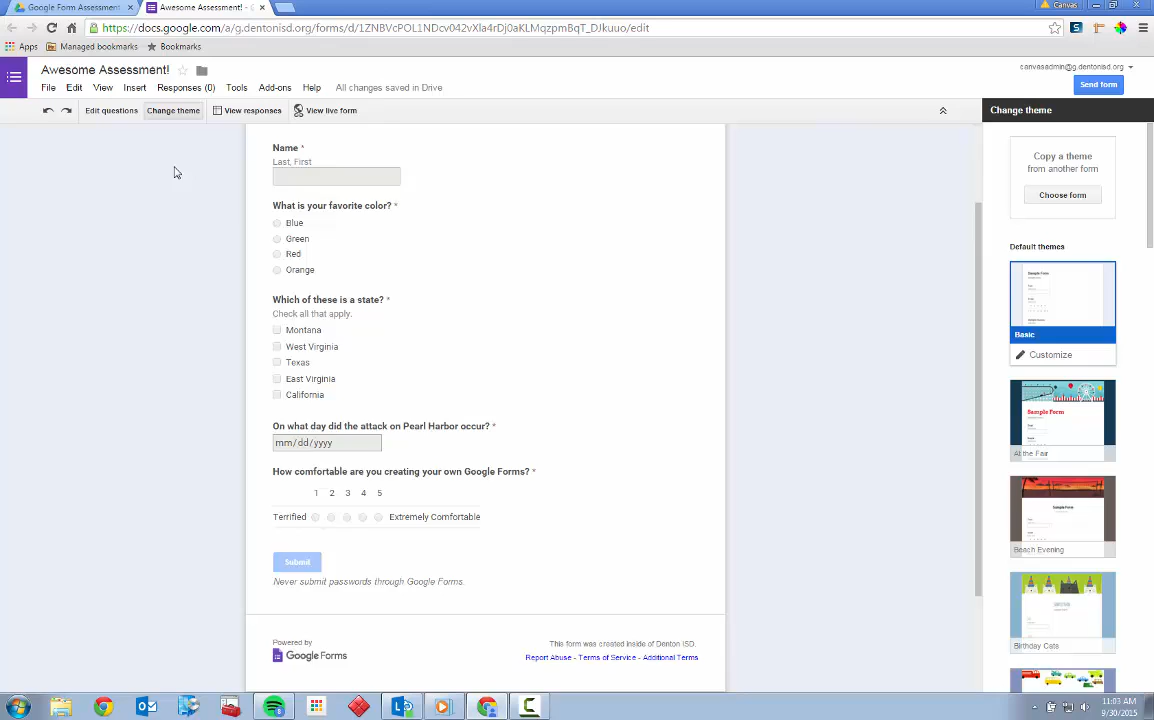 Google Form Assessment
Awesome Assessment! -
Canvas
https://docs.google.com/a/g.dentonisd.org/forms/d/
Apps
Managed bookmarks
Bookmarks
Awesome Assessment!
canvasadmin@g.dentonisd.org
File Edit View Insert Responses (0) Tools Add-ons Help All changes saved in Drive
Send form
Edit questions Change theme View responses View live form
Change theme
Name *
Last, First
What is your favorite color? *
Blue
Green
Red
Orange
Which of these is a state? *
Check all that apply.
Montana
West Virginia
Texas
East Virginia
California
On what day did the attack on Pearl Harbor occur? *
mm/dd/yyyy
How comfortable are you creating your own Google Forms? *
1 2 3 4 5
Terrified Extremely Comfortable
Submit
Never submit passwords through Google Forms.
Powered by
Google Forms
This form was created inside of Denton ISD.
Report Abuse - Terms of Service - Additional Terms
Copy a theme
from another form
Choose form
Default themes
Sample Form
Basic
Customize
Sample Form
At the Fair
Sample Form
Beach Evening
Birthday Cats
11:03 AM
9/30/2015